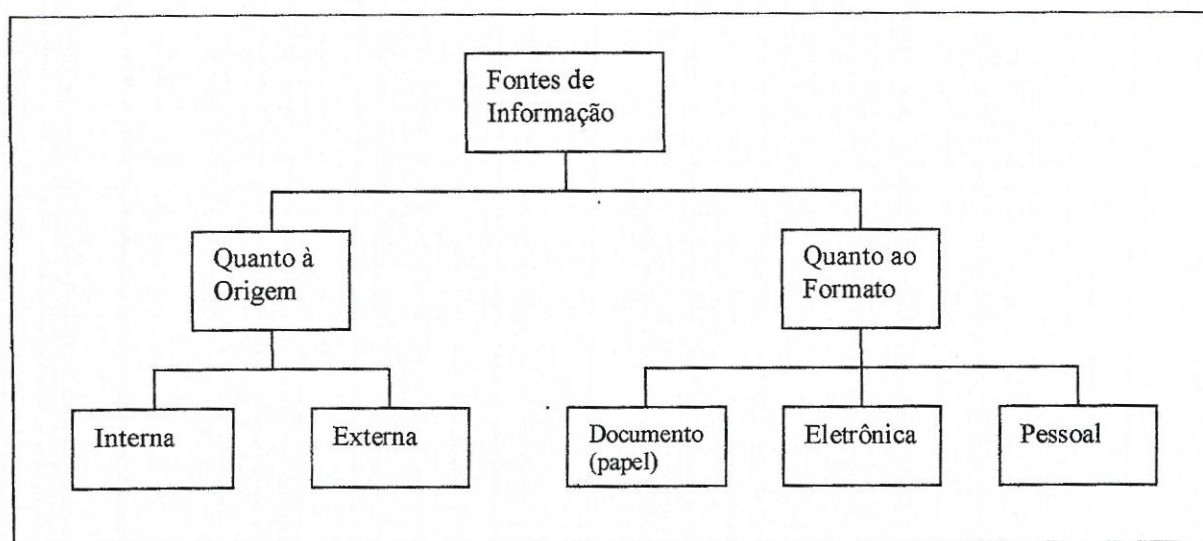 Fontes de
Informação
Quanto à
Origem
Quanto ao
Formato
Interna
Externa
Documento
(papel)
Eletrônica
Pessoal